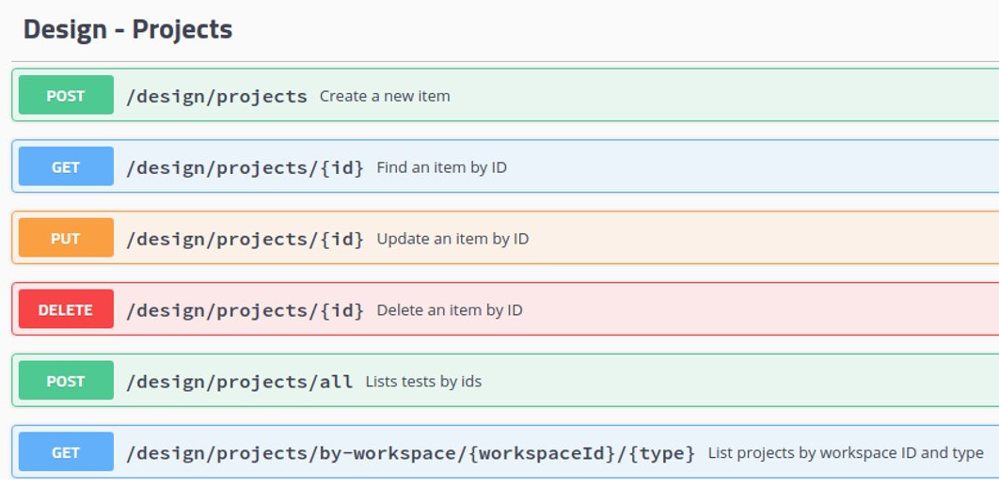 Design - Projects
POST /design/projects Create a new item
GET /design/projects/{id} Find an item by ID
PUT /design/projects/{id} Update an item by ID
DELETE /design/projects/{id} Delete an item by ID
POST /design/projects/all Lists tests by ids
GET /design/projects/by-workspace/{workspaceId}/{type} List projects by workspace ID and type